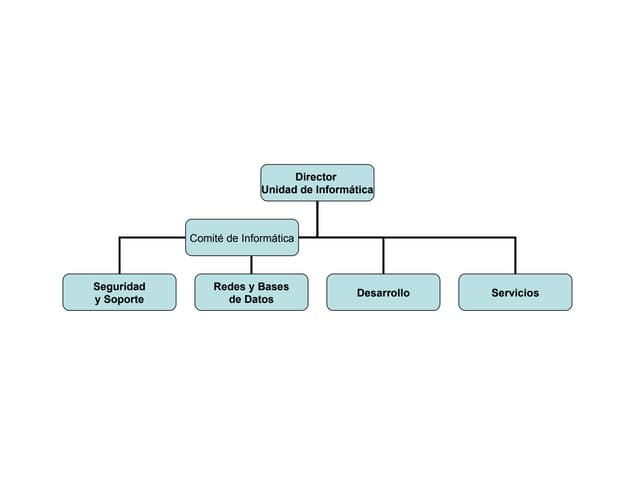 Director
Unidad de Informática
Comité de Informática
Seguridad
y Soporte
Redes y Bases
de Datos
Desarrollo
Servicios